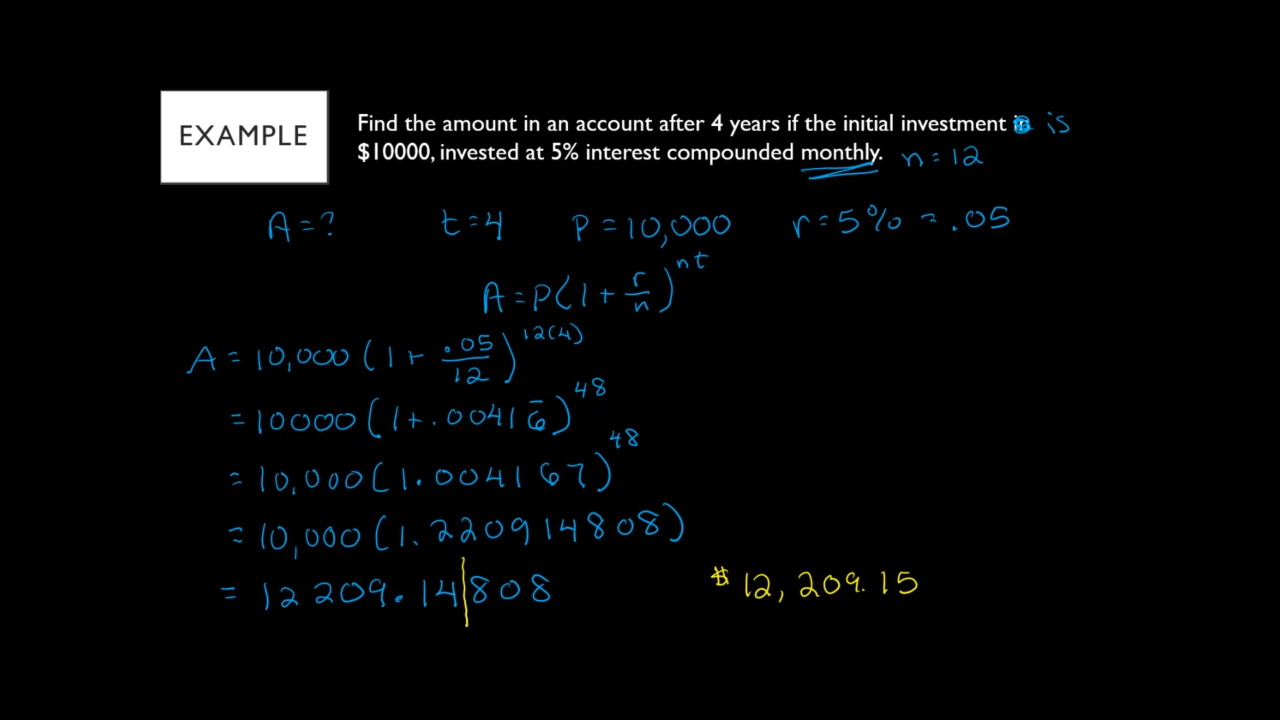 EXAMPLE
Find the amount in an account after 4 years if the initial investment is
$10000, invested at 5% interest compounded monthly. n = 12
A = ? t = 4 P = 10,000 r = 5% = .05
A = P(1 + r/n)^nt
A = 10,000 (1 + .05/12)^12(4)
= 10000 (1 + .00416̅)^48
= 10,000 (1.004167)^48
= 10,000 (1.220914808)
= 12209.14|808 $12,209.15